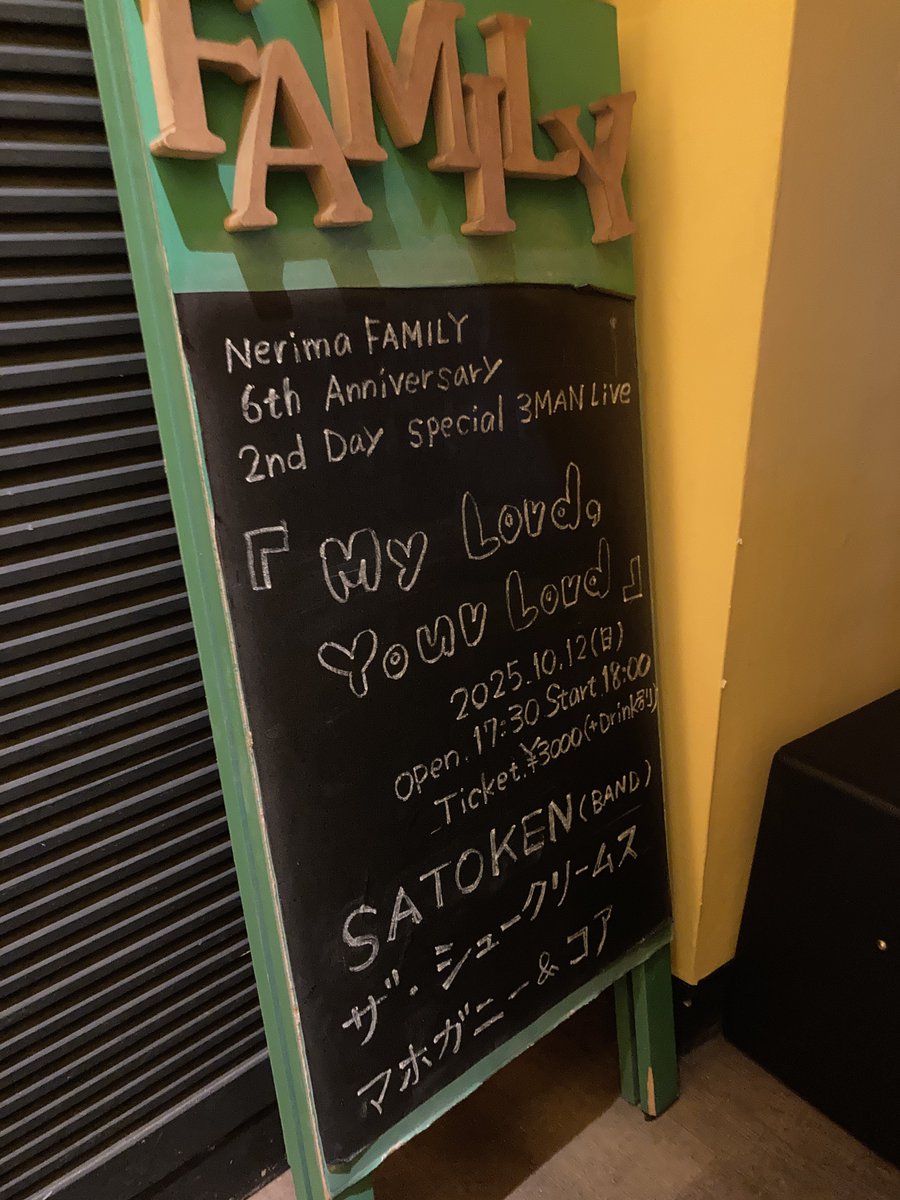 FAMILY
Nerima FAMILY
6th Anniversary
2nd Day Special 3MAN Live
『My Lord,
Your Lord』
2025.10.12(日)
open.17:30 Start 18:00
Ticket.¥3000(+Drink有り)
SATOKEN(BAND)
ザ・シュークリームス
マホガニー&コア